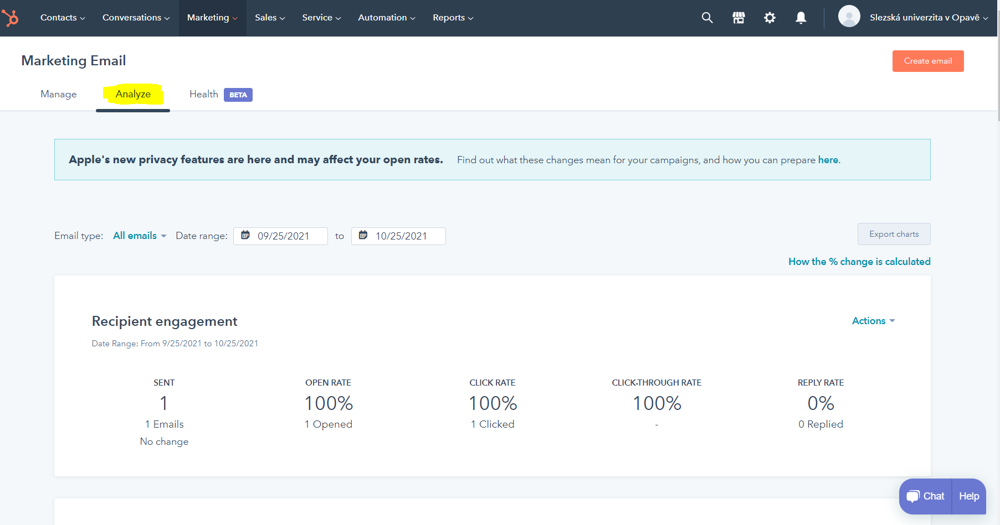 Contacts Conversations Marketing Sales Service Automation Reports Slezská univerzita v Opavě
Marketing Email
Create email
Manage Analyze Health BETA
Apple's new privacy features are here and may affect your open rates. Find out what these changes mean for your campaigns, and how you can prepare here.
Email type: All emails Date range: 09/25/2021 to 10/25/2021
Export charts
How the % change is calculated
Recipient engagement
Actions
Date Range: From 9/25/2021 to 10/25/2021
SENT OPEN RATE CLICK RATE CLICK-THROUGH RATE REPLY RATE
1 100% 100% 100% 0%
1 Emails 1 Opened 1 Clicked - 0 Replied
No change
Chat Help